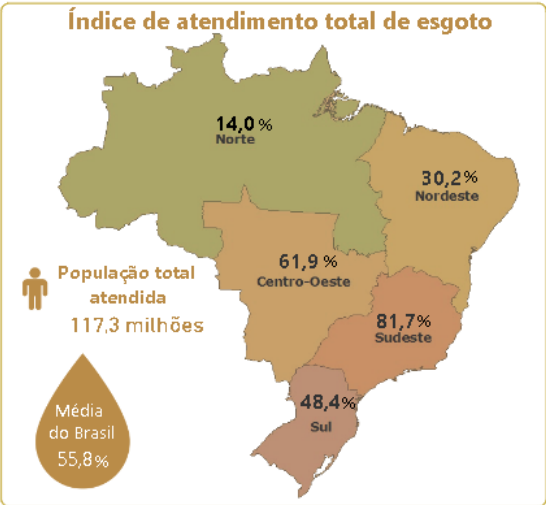 Índice de atendimento total de esgoto
14,0 %
Norte
30,2 %
Nordeste
61,9 %
Centro-Oeste
População total
atendida
117,3 milhões
81,7%
Sudeste
48,4%
Sul
Média
do Brasil
55,8%